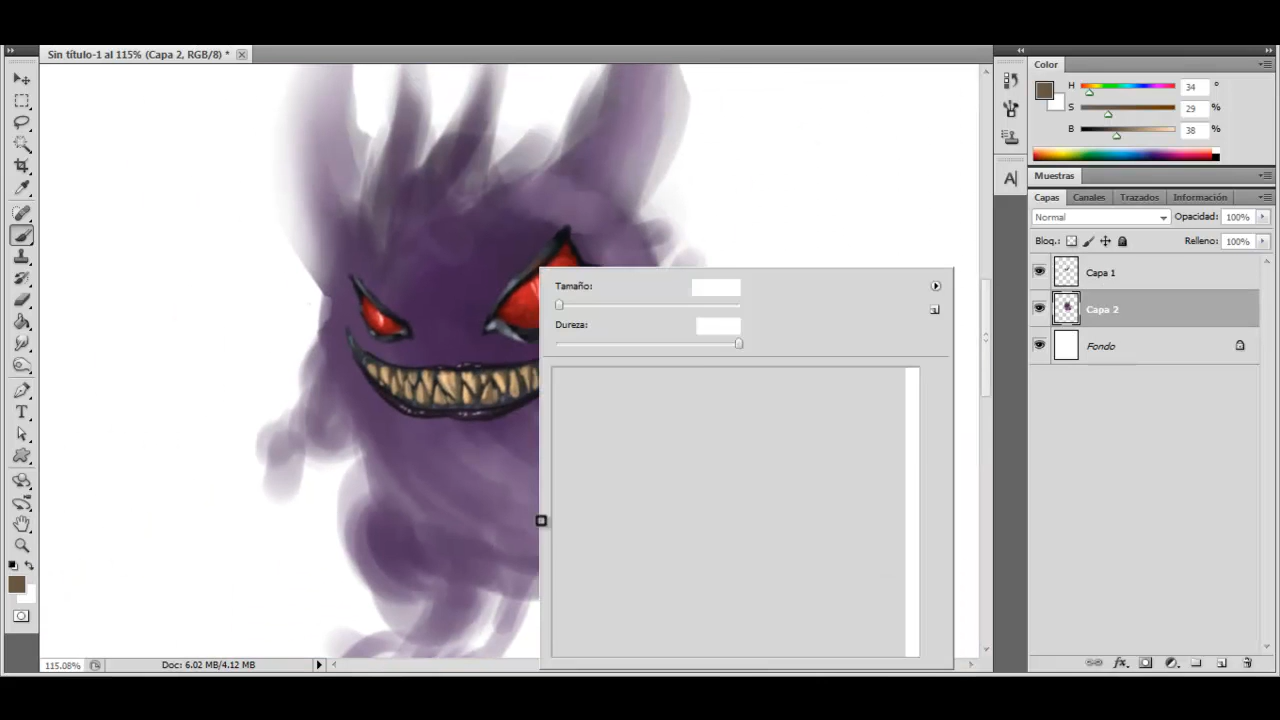 Sin título-1 al 115% (Capa 2, RGB/8) *
Color
H 34 °
S 29 %
B 38 %
Muestras
Capas Canales Trazados Información
Normal Opacidad: 100%
Bloq.: Relleno: 100%
Capa 1
Capa 2
Fondo
Tamaño:
Dureza:
A
T
115.08% Doc: 6.02 MB/4.12 MB
fx